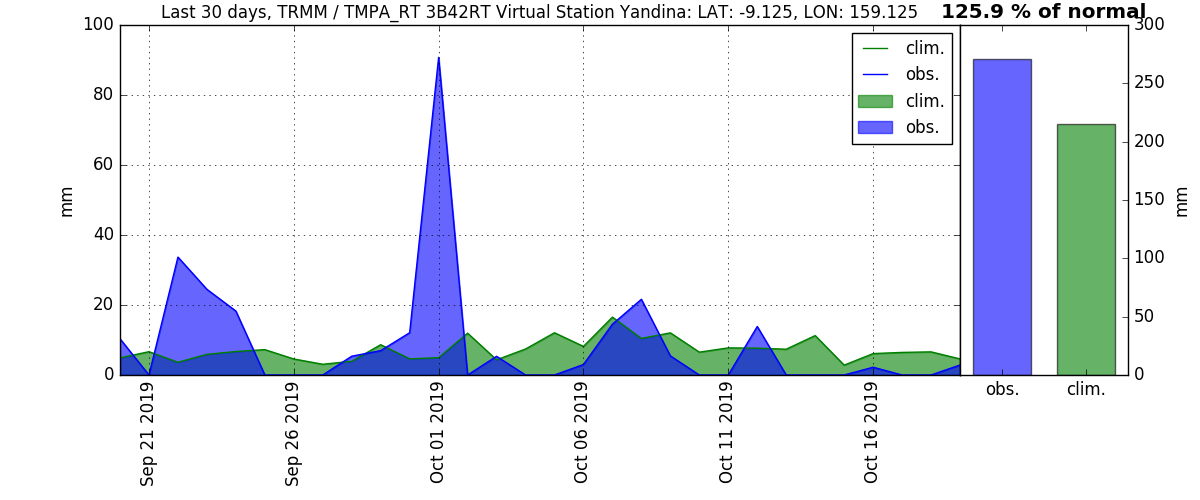 Last 30 days, TRMM / TMPA_RT 3B42RT Virtual Station Yandina: LAT: -9.125, LON: 159.125
125.9 % of normal
mm
100
80
60
40
20
0
clim.
obs.
clim.
obs.
Sep 21 2019
Sep 26 2019
Oct 01 2019
Oct 06 2019
Oct 11 2019
Oct 16 2019
300
250
200
150
100
50
0
mm
obs.
clim.